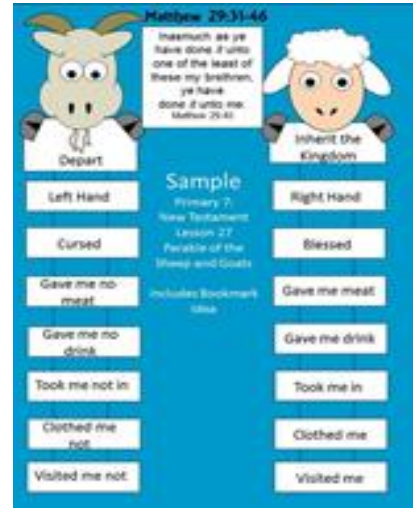 Matthew 29:31-46
Inasmuch as ye
have done it unto
one of the least of
these my brethren,
ye have
done it unto me.
Matthew 29:40
Depart
Inherit the
Kingdom
Sample
Primary 7:
New Testament
Lesson 27
Parable of the
Sheep and Goats
Includes Bookmark
Idea
Left Hand
Right Hand
Cursed
Blessed
Gave me no
meat
Gave me meat
Gave me no
drink
Gave me drink
Took me not in
Took me in
Clothed me
not
Clothed me
Visited me not
Visited me